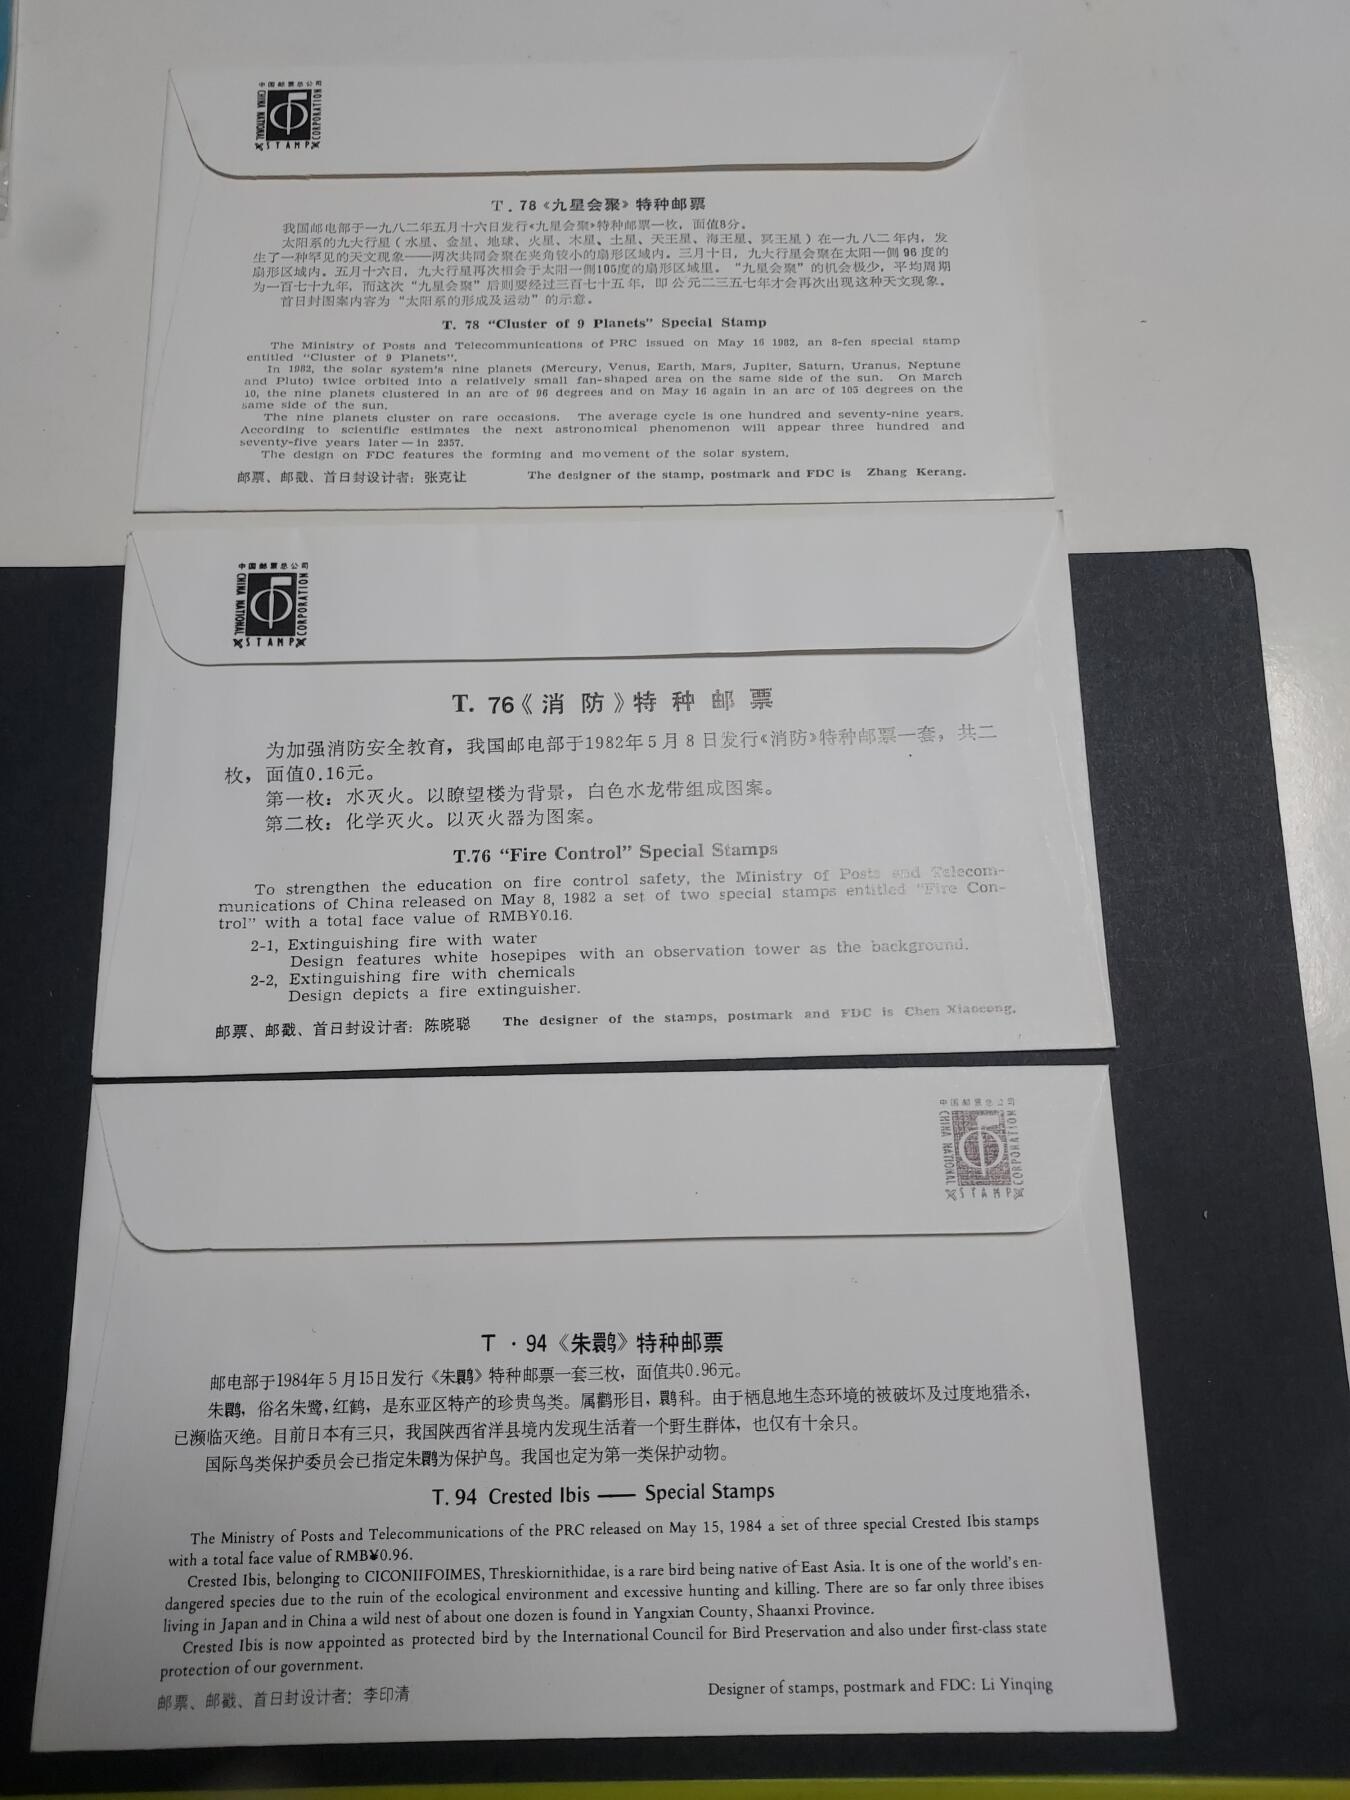 中国邮票总公司
CHINA NATIONAL
STAMP
CORPORATION
T.78《九星会聚》特种邮票
我国邮电部于一九八二年五月十六日发行《九星会聚》特种邮票一枚，面值8分。
太阳系的九大行星（水星、金星、地球、火星、木星、土星、天王星、海王星、冥王星）在一九八二年内，发
生了一种罕见的天文现象——两次共同会聚在夹角较小的扇形区域内。三月十日，九大行星会聚在太阳一侧96度的
扇形区域内。五月十六日，九大行星再次相会于太阳一侧105度的扇形区域里。“九星会聚”的机会极少，平均周期
为一百七十九年，而这次“九星会聚”后则要经过三百七十五年，即公元二三五七年才会再次出现这种天文现象。
首日封图案内容为“太阳系的形成及运动”的示意。
T. 78 “Cluster of 9 Planets” Special Stamp
The Ministry of Posts and Telecommunications of PRC issued on May 16 1982, an 8-fen special stamp
entitled “Cluster of 9 Planets”.
In 1982, the solar system's nine planets (Mercury, Venus, Earth, Mars, Jupiter, Saturn, Uranus, Neptune
and Pluto) twice orbited into a relatively small fan-shaped area on the same side of the sun. On March
10, the nine planets clustered in an arc of 96 degrees and on May 16 again in an arc of 105 degrees on the
same side of the sun.
The nine planets cluster on rare occasions. The average cycle is one hundred and seventy-nine years.
According to scientific estimates the next astronomical phenomenon will appear three hundred and
seventy-five years later — in 2357.
The design on FDC features the forming and movement of the solar system.
邮票、邮戳、首日封设计者：张克让 The designer of the stamp, postmark and FDC is Zhang Kerang.
中国邮票总公司
CHINA NATIONAL
STAMP
CORPORATION
T. 76《消防》特种邮票
为加强消防安全教育，我国邮电部于1982年5月8日发行《消防》特种邮票一套，共二
枚，面值0.16元。
第一枚：水灭火。以瞭望楼为背景，白色水龙带组成图案。
第二枚：化学灭火。以灭火器为图案。
T.76 “Fire Control” Special Stamps
To strengthen the education on fire control safety, the Ministry of Posts and Telecom-
munications of China released on May 8, 1982 a set of two special stamps entitled “Fire Con-
trol” with a total face value of RMB¥0.16.
2-1, Extinguishing fire with water
Design features white hosepipes with an observation tower as the background.
2-2, Extinguishing fire with chemicals
Design depicts a fire extinguisher.
邮票、邮戳、首日封设计者：陈晓聪 The designer of the stamps, postmark and FDC is Chen Xiaocong.
中国邮票总公司
CHINA NATIONAL
STAMP
CORPORATION
T·94《朱鹮》特种邮票
邮电部于1984年5月15日发行《朱鹮》特种邮票一套三枚，面值共0.96元。
朱鹮，俗名朱鹭，红鹤，是东亚区特产的珍贵鸟类。属鹳形目，鹮科。由于栖息地生态环境的被破坏及过度地猎杀，
已濒临灭绝。目前日本有三只，我国陕西省洋县境内发现生活着一个野生群体，也仅有十余只。
国际鸟类保护委员会已指定朱鹮为保护鸟。我国也定为第一类保护动物。
T. 94 Crested Ibis —— Special Stamps
The Ministry of Posts and Telecommunications of the PRC released on May 15, 1984 a set of three special Crested Ibis stamps
with a total face value of RMB¥0.96.
Crested Ibis, belonging to CICONIIFOIMES, Threskiornithidae, is a rare bird being native of East Asia. It is one of the world's en-
dangered species due to the ruin of the ecological environment and excessive hunting and killing. There are so far only three ibises
living in Japan and in China a wild nest of about one dozen is found in Yangxian County, Shaanxi Province.
Crested Ibis is now appointed as protected bird by the International Council for Bird Preservation and also under first-class state
protection of our government.
邮票、邮戳、首日封设计者：李印清 Designer of stamps, postmark and FDC: Li Yinqing